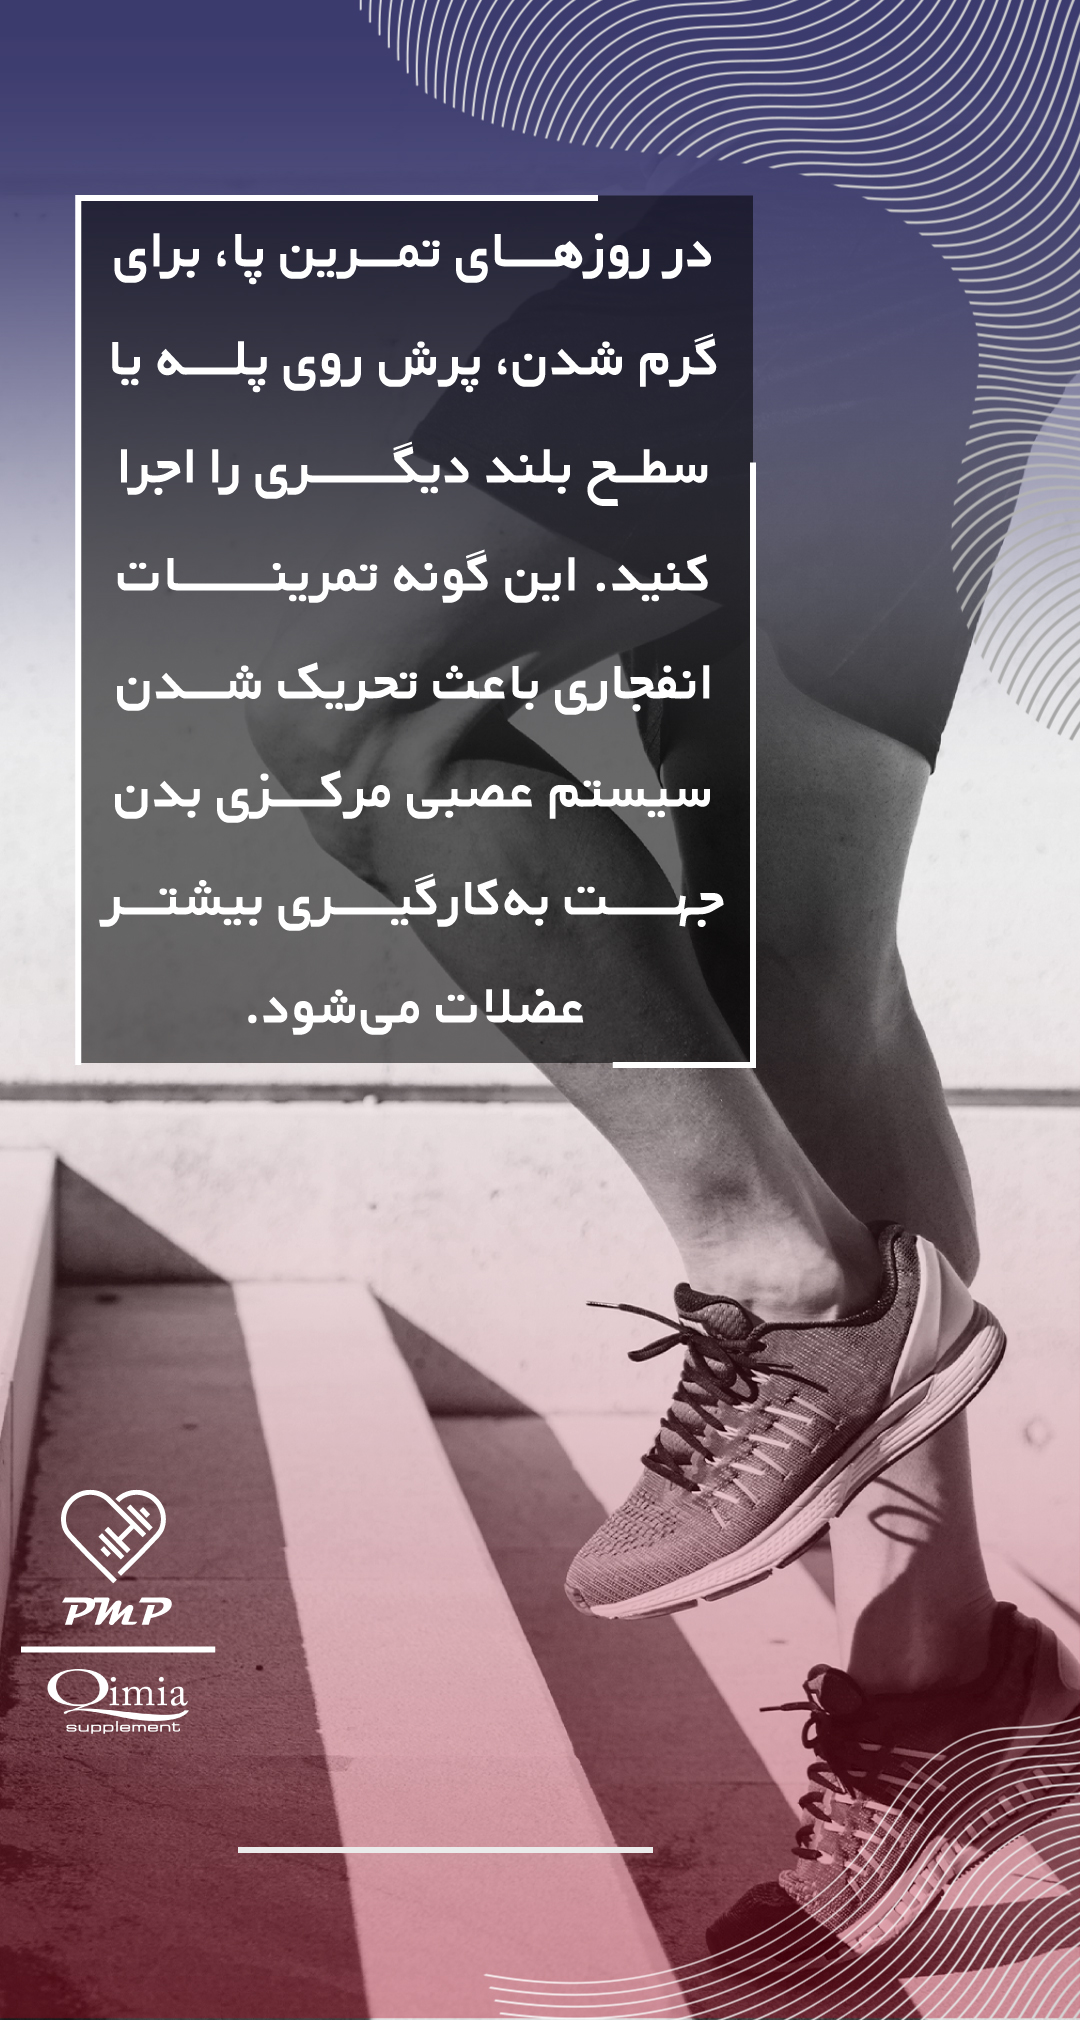 در روزهای تمرین پا، برای
گرم شدن، پرش روی پله یا
سطح بلند دیگری را اجرا
کنید. این گونه تمرینات
انفجاری باعث تحریک شدن
سیستم عصبی مرکزی بدن
جهت به‌کارگیری بیشتر
عضلات می‌شود.
PMP
Qimia
supplement